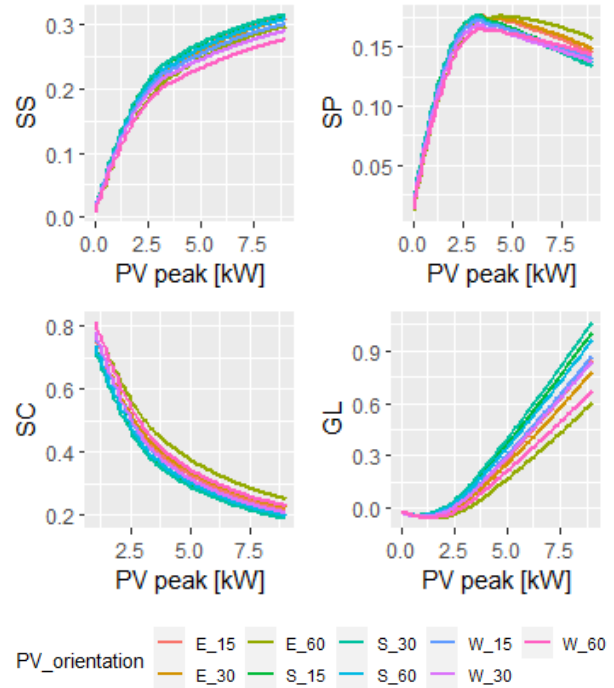 0.3
0.2
0.1
0.0
SS
0.0 2.5 5.0 7.5
PV peak [kW]
0.15
0.10
0.05
SP
0.0 2.5 5.0 7.5
PV peak [kW]
0.8
0.6
0.4
0.2
SC
2.5 5.0 7.5
PV peak [kW]
0.9
0.6
0.3
0.0
GL
0.0 2.5 5.0 7.5
PV peak [kW]
PV_orientation
E_15 E_60 S_30 W_15 W_60
E_30 S_15 S_60 W_30